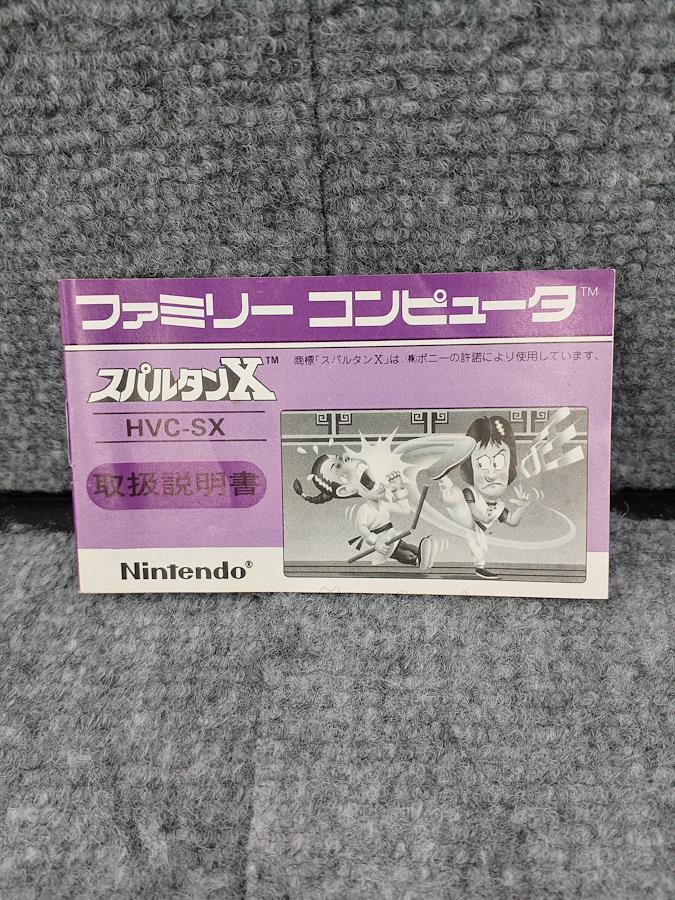 ファミリー コンピュータ™
スパルタンX™
商標「スパルタンX」は、㈱ポニーの許諾により使用しています。
HVC-SX
取扱説明書
Nintendo®